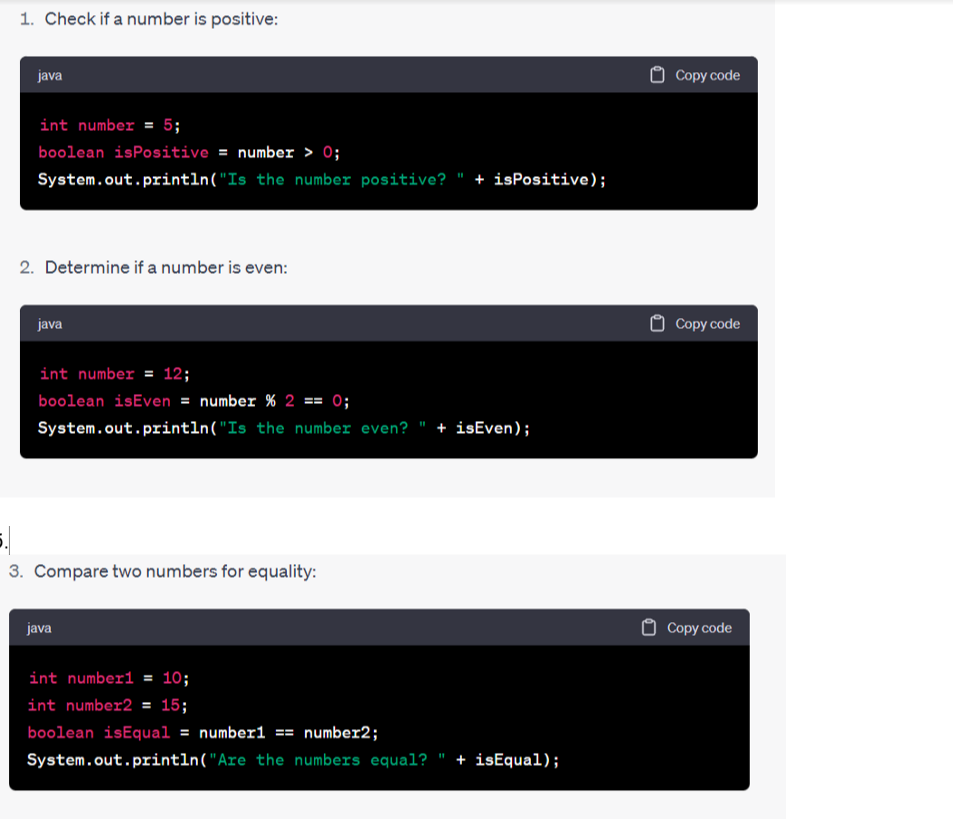 1. Check if a number is positive:
java Copy code
int number = 5;
boolean isPositive = number > 0;
System.out.println("Is the number positive? " + isPositive);
2. Determine if a number is even:
java Copy code
int number = 12;
boolean isEven = number % 2 == 0;
System.out.println("Is the number even? " + isEven);
3. Compare two numbers for equality:
java Copy code
int number1 = 10;
int number2 = 15;
boolean isEqual = number1 == number2;
System.out.println("Are the numbers equal? " + isEqual);